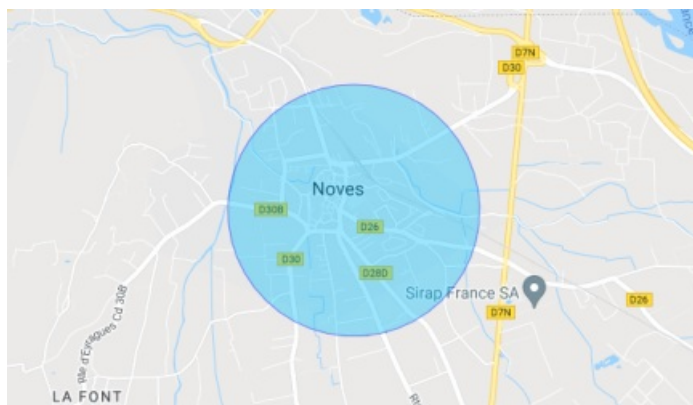 D7N
D30
Noves
D30B
D26
D30
D28D
Sirap France SA
D26
D7N
Rte d'Eyragues Cd 30B
LA FONT